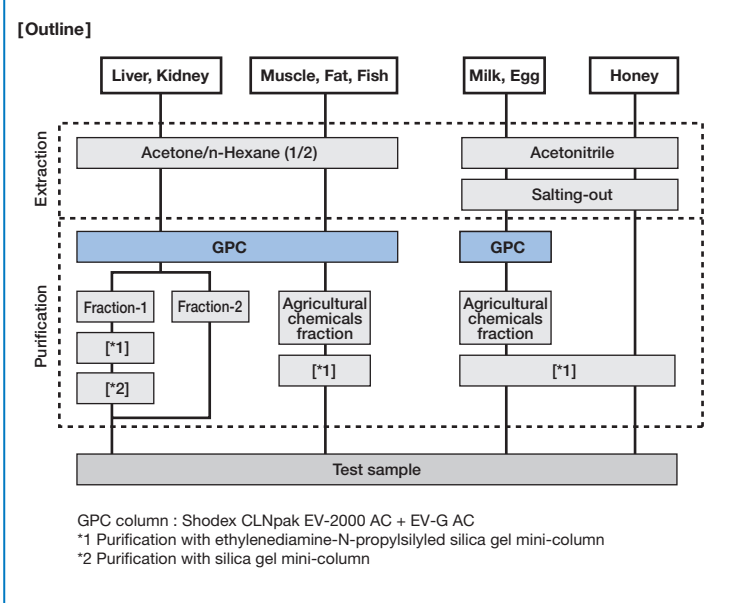 [Outline]
Liver, Kidney
Muscle, Fat, Fish
Milk, Egg
Honey
Extraction
Acetone/n-Hexane (1/2)
Acetonitrile
Salting-out
Purification
GPC
GPC
Fraction-1
Fraction-2
Agricultural
chemicals
fraction
Agricultural
chemicals
fraction
[*1]
[*1]
[*1]
[*2]
Test sample
GPC column : Shodex CLNpak EV-2000 AC + EV-G AC
*1 Purification with ethylenediamine-N-propylsilyled silica gel mini-column
*2 Purification with silica gel mini-column